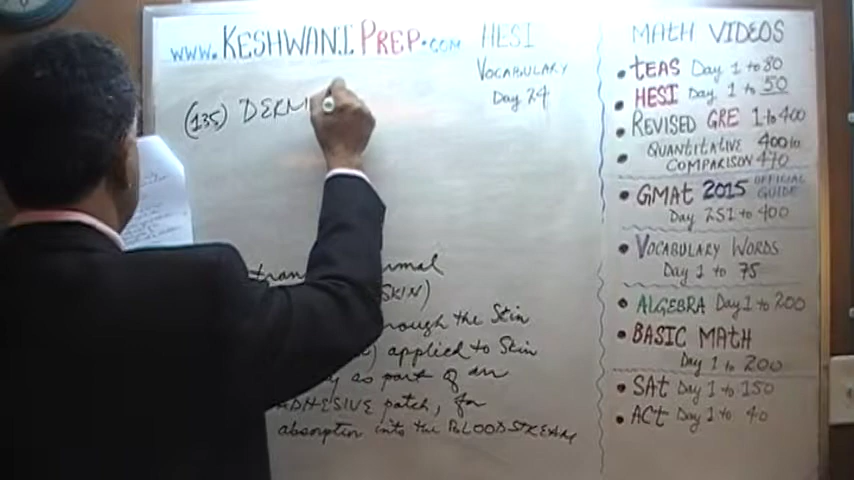 www.KESHWANI PREP.COM
HESI
VOCABULARY
Day 24
(135) DERM
tran rmal
SKIN)
rough the Skin
applied to Skin
as part of an
ADHESIVE patch, for
absorption into the BLOODSTREAM
MATH VIDEOS
• TEAS Day 1 to 80
• HESI Day 1 to 50
• REVISED GRE 1 to 400
• QUANTITATIVE 400 to
COMPARISON 470
• GMAT 2015 OFFICIAL GUIDE
Day 251 to 400
• VOCABULARY WORDS
Day 1 to 75
• ALGEBRA Day 1 to 200
• BASIC MATH
Day 1 to 200
• SAT Day 1 to 150
• ACT Day 1 to 40